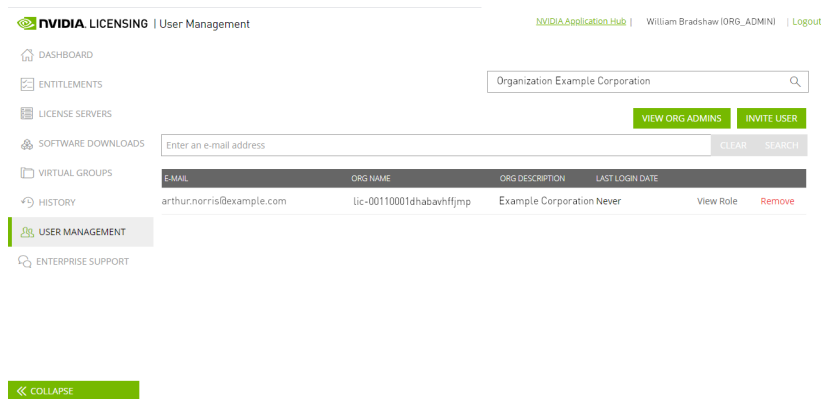 NVIDIA. LICENSING | User Management
NVIDIA Application Hub | William Bradshaw (ORG_ADMIN) | Logout
DASHBOARD
ENTITLEMENTS
LICENSE SERVERS
SOFTWARE DOWNLOADS
VIRTUAL GROUPS
HISTORY
USER MANAGEMENT
ENTERPRISE SUPPORT
COLLAPSE
Organization Example Corporation
VIEW ORG ADMINS INVITE USER
Enter an e-mail address CLEAR SEARCH
E-MAIL ORG NAME ORG DESCRIPTION LAST LOGIN DATE
arthur.norris@example.com lic-00110001dhabavhffjmp Example Corporation Never View Role Remove